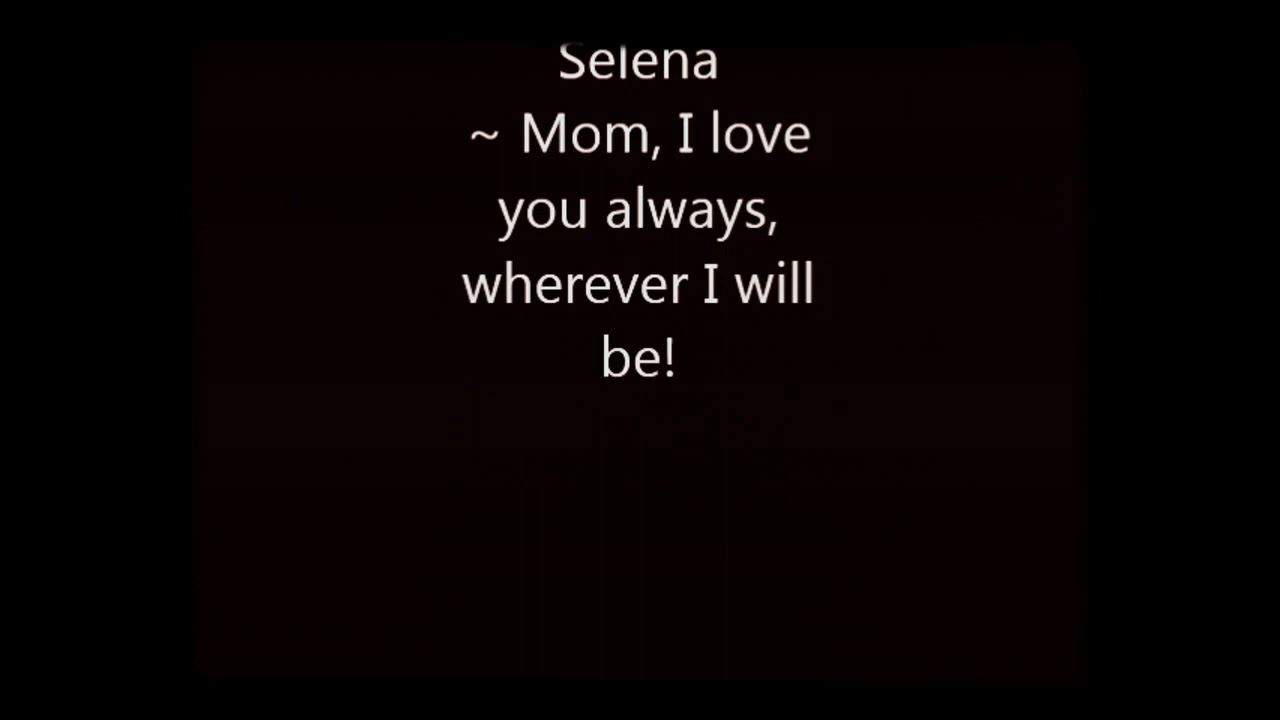 Selena
~ Mom, I love
you always,
wherever I will
be!